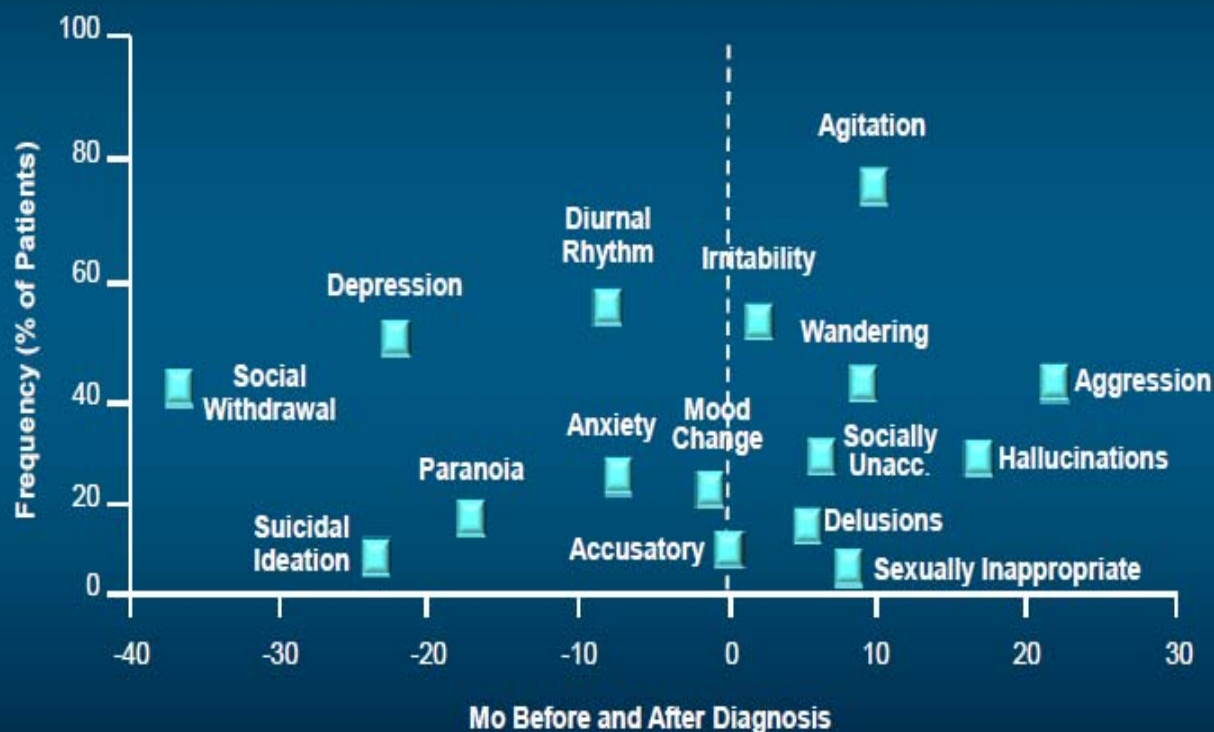 100
80
60
40
20
0
Frequency (% of Patients)
Agitation
Diurnal
Rhythm
Irritability
Depression
Wandering
Social
Withdrawal
Aggression
Mood
Change
Anxiety
Socially
Unacc.
Hallucinations
Paranoia
Suicidal
Ideation
Delusions
Accusatory
Sexually Inappropriate
-40
-30
-20
-10
0
10
20
30
Mo Before and After Diagnosis